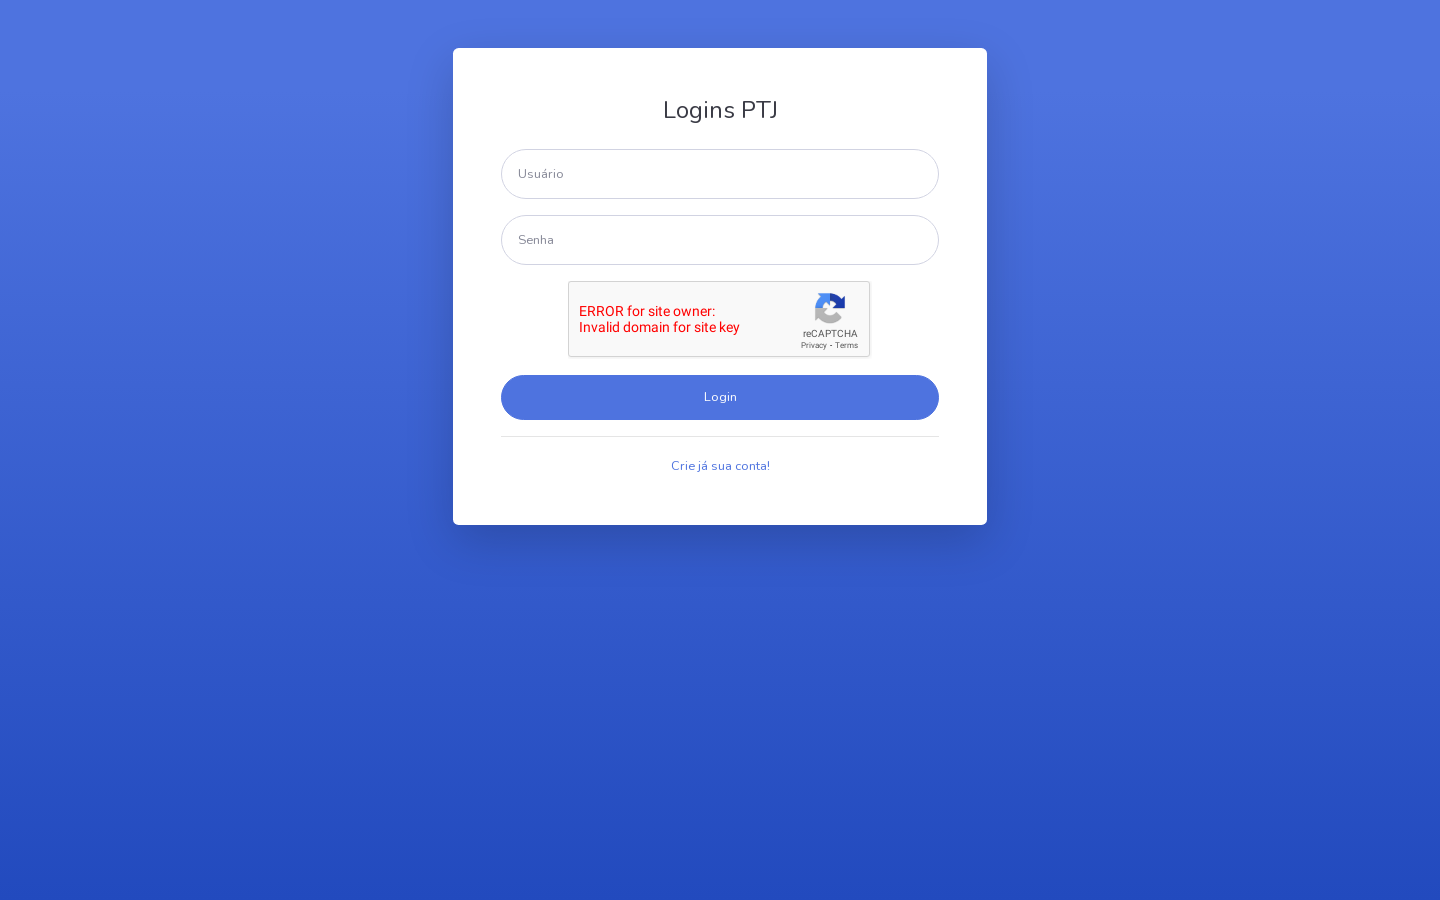 Logins PTJ
Usuário
Senha
ERROR for site owner:
Invalid domain for site key
reCAPTCHA
Privacy - Terms
Login
Crie já sua conta!